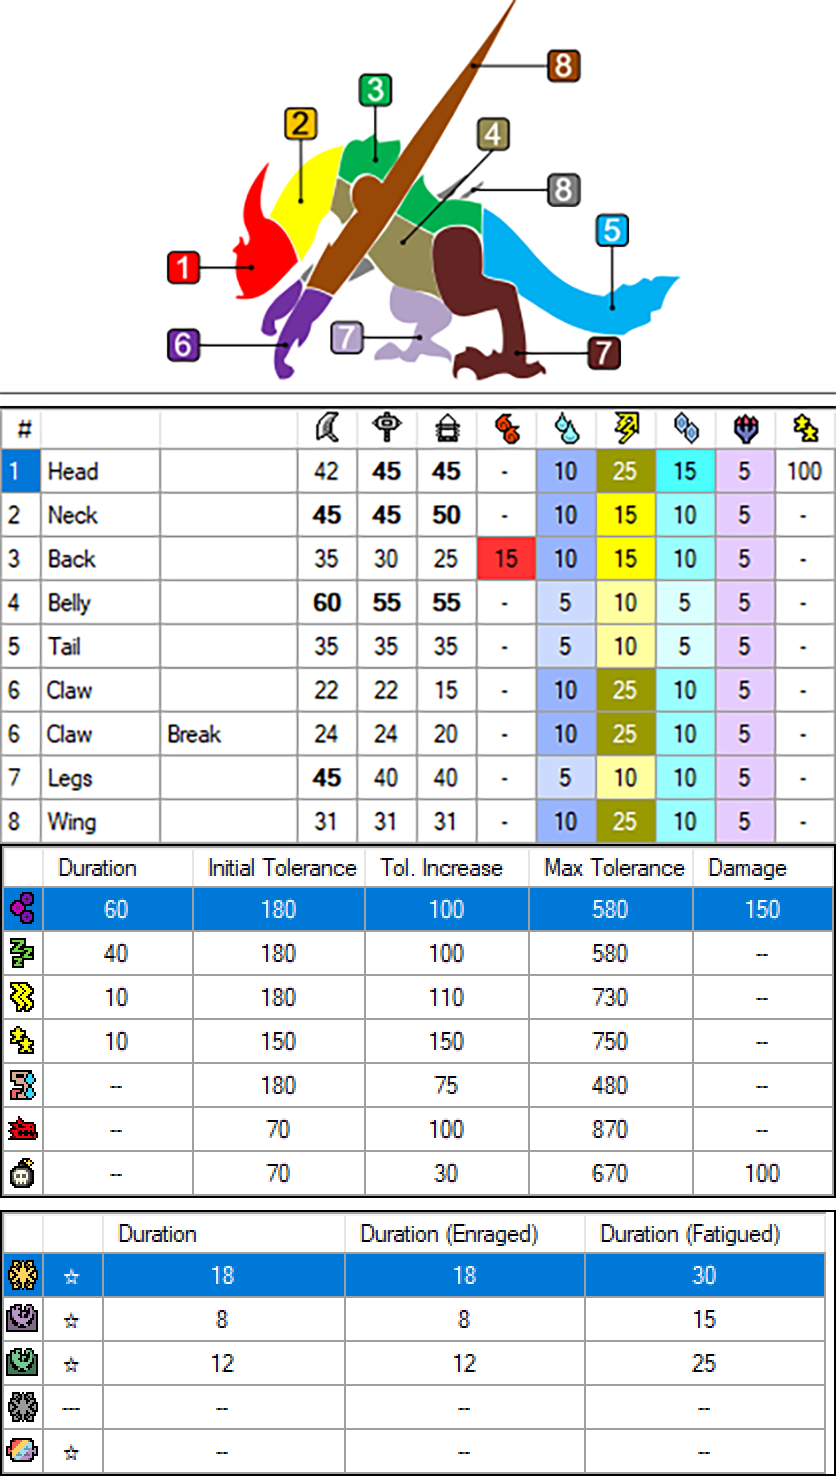 8
3
2
4
8
5
1
6
7
7
#
1 Head 42 45 45 - 10 25 15 5 100
2 Neck 45 45 50 - 10 15 10 5 -
3 Back 35 30 25 15 10 15 10 5 -
4 Belly 60 55 55 - 5 10 5 5 -
5 Tail 35 35 35 - 5 10 5 5 -
6 Claw 22 22 15 - 10 25 10 5 -
6 Claw Break 24 24 20 - 10 25 10 5 -
7 Legs 45 40 40 - 5 10 10 5 -
8 Wing 31 31 31 - 10 25 10 5 -
Duration Initial Tolerance Tol. Increase Max Tolerance Damage
60 180 100 580 150
40 180 100 580 --
10 180 110 730 --
10 150 150 750 --
-- 180 75 480 --
-- 70 100 870 --
-- 70 30 670 100
Duration Duration (Enraged) Duration (Fatigued)
☆ 18 18 30
☆ 8 8 15
☆ 12 12 25
--- -- -- --
☆ -- -- --